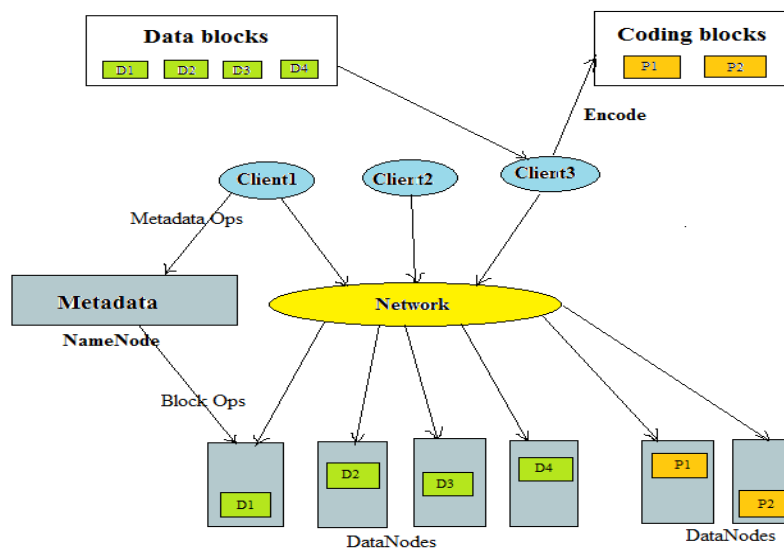 Data blocks
D1 D2 D3 D4
Coding blocks
P1 P2
Encode
Client1
Client2
Client3
Metadata Ops
Metadata
NameNode
Network
Block Ops
D1
D2
D3
D4
P1
P2
DataNodes
DataNodes